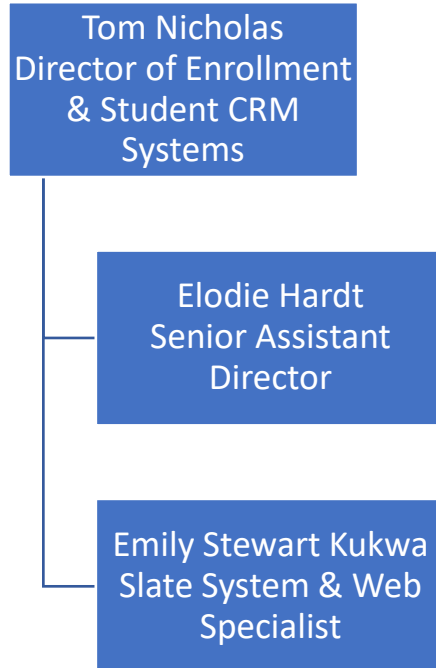 Tom Nicholas
Director of Enrollment
& Student CRM
Systems
Elodie Hardt
Senior Assistant
Director
Emily Stewart Kukwa
Slate System & Web
Specialist